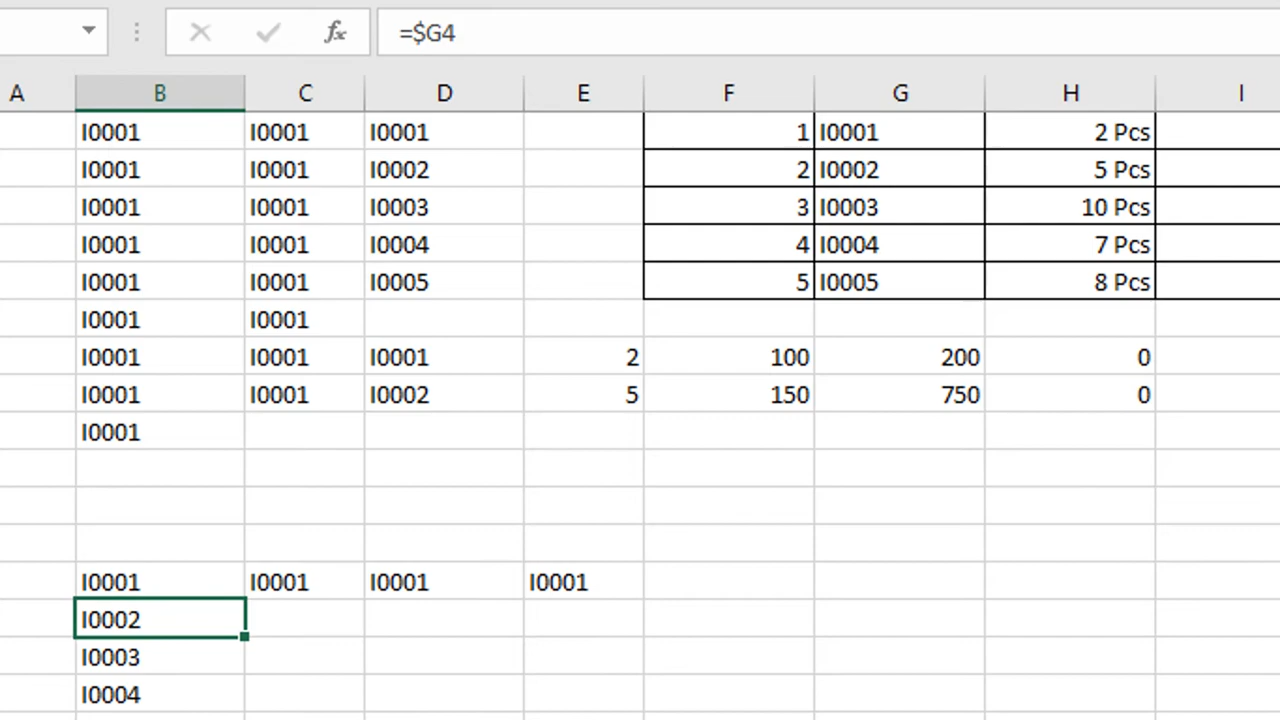 fx =$G4
A B C D E F G H I
I0001 I0001 I0001 1 I0001 2 Pcs
I0001 I0001 I0002 2 I0002 5 Pcs
I0001 I0001 I0003 3 I0003 10 Pcs
I0001 I0001 I0004 4 I0004 7 Pcs
I0001 I0001 I0005 5 I0005 8 Pcs
I0001 I0001
I0001 I0001 I0001 2 100 200 0
I0001 I0001 I0002 5 150 750 0
I0001
I0001 I0001 I0001 I0001
I0002
I0003
I0004